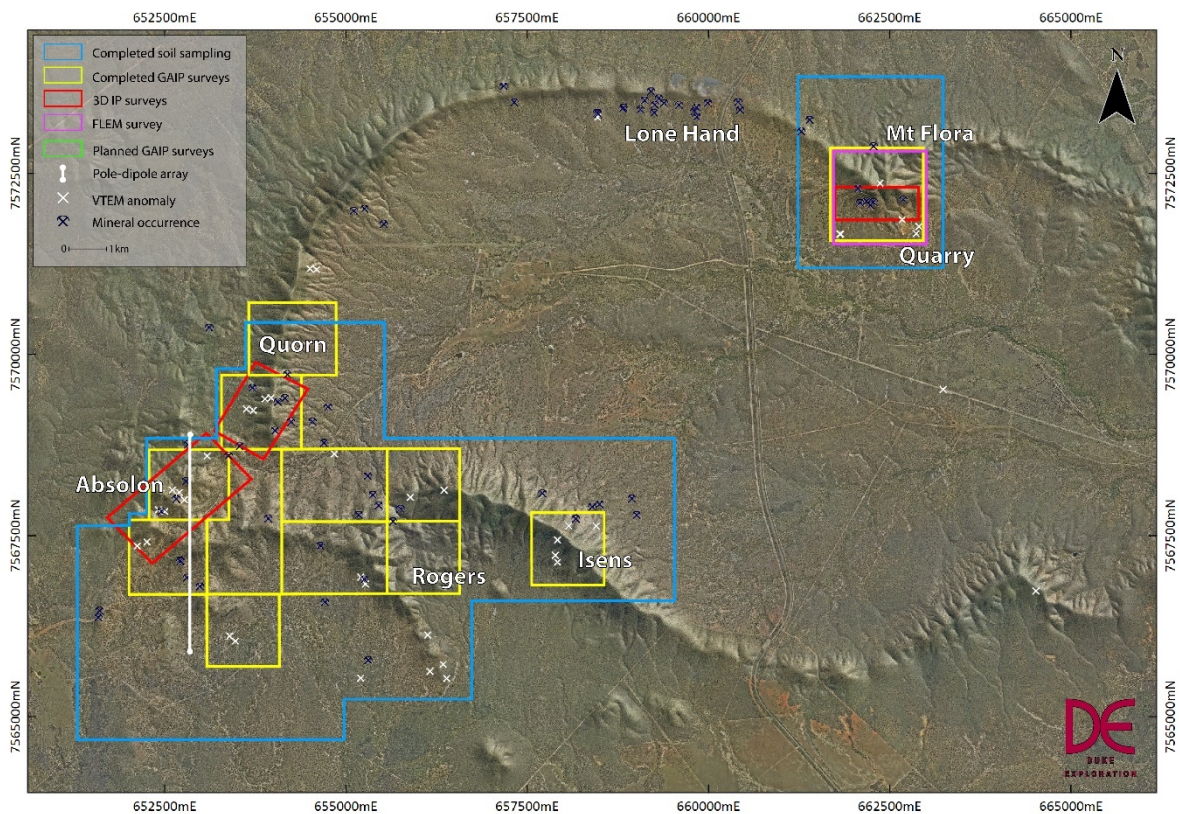 652500mE 655000mE 657500mE 660000mE 662500mE 665000mE
Completed soil sampling
Completed GAIP surveys
3D IP surveys
FLEM survey
Planned GAIP surveys
Pole-dipole array
VTEM anomaly
Mineral occurrence
0 1km
N
Lone Hand
Mt Flora
Quarry
Quorn
Absolon
Rogers
Isens
7572500mN
7570000mN
7567500mN
7565000mN
7572500mN
7570000mN
7567500mN
7565000mN
DE
DUKE
EXPLORATION
652500mE 655000mE 657500mE 660000mE 662500mE 665000mE